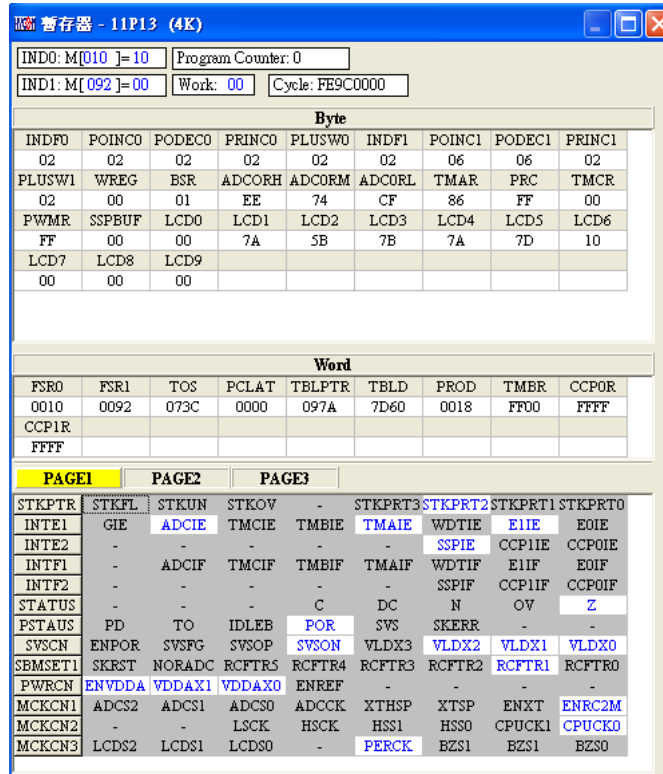 暫存器 - 11P13 (4K)
IND0: M[010 ]= 10 Program Counter: 0
IND1: M[ 092 ]= 00 Work: 00 Cycle: FE9C0000
Byte
INDF0 POINC0 PODEC0 PRINC0 PLUSW0 INDF1 POINC1 PODEC1 PRINC1
02 02 02 02 02 02 06 06 02
PLUSW1 WREG BSR ADCORH ADCORM ADCORL TMAR PRC TMCR
02 00 01 EE 74 CF 86 FF 00
PWMR SSPBUF LCD0 LCD1 LCD2 LCD3 LCD4 LCD5 LCD6
FF 00 00 7A 5B 7B 7A 7D 10
LCD7 LCD8 LCD9
00 00 00
Word
FSR0 FSR1 TOS PCLAT TBLPTR TBLD PROD TMBR CCP0R
0010 0092 073C 0000 097A 7D60 0018 FF00 FFFF
CCP1R
FFFF
PAGE1 PAGE2 PAGE3
STKPTR STKFL STKUN STKOV - STKPRT3 STKPRT2 STKPRT1 STKPRT0
INTE1 GIE ADCIE TMCIE TMBIE TMAIE WDTIE E1IE E0IE
INTE2 - - - - - SSPIE CCP1IE CCP0IE
INTF1 - ADCIF TMCIF TMBIF TMAIF WDTIF E1IF E0IF
INTF2 - - - - - SSPIF CCP1IF CCP0IF
STATUS - - - C DC N OV Z
PSTAUS PD TO IDLEB POR SVS SKERR - -
SVSCN ENPOR SVSFG SVSOP SVSON VLDX3 VLDX2 VLDX1 VLDX0
SBMSET1 SKRST NORADC RCFTR5 RCFTR4 RCFTR3 RCFTR2 RCFTR1 RCFTR0
PWRCN ENVDDA VDDAX1 VDDAX0 ENREF - - - -
MCKCN1 ADCS2 ADCS1 ADCS0 ADCCK XTHSP XTSP ENXT ENRC2M
MCKCN2 - - LSCK HSCK HSS1 HSS0 CPUCK1 CPUCK0
MCKCN3 LCDS2 LCDS1 LCDS0 - PERCK BZS1 BZS1 BZS0